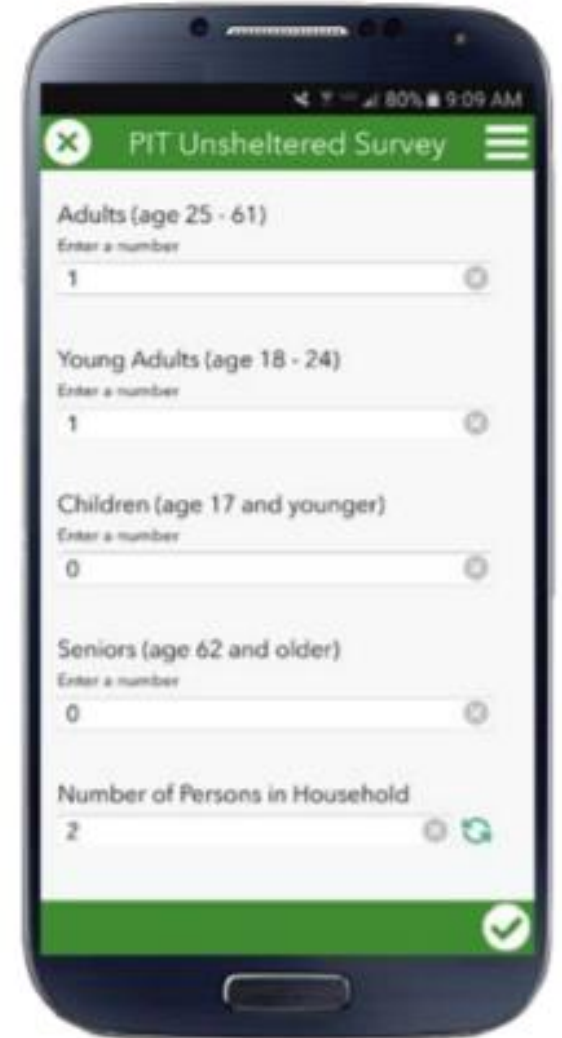 80% 9:09 AM
PIT Unsheltered Survey
Adults (age 25 - 61)
Enter a number
1
Young Adults (age 18 - 24)
Enter a number
1
Children (age 17 and younger)
Enter a number
0
Seniors (age 62 and older)
Enter a number
0
Number of Persons in Household
2